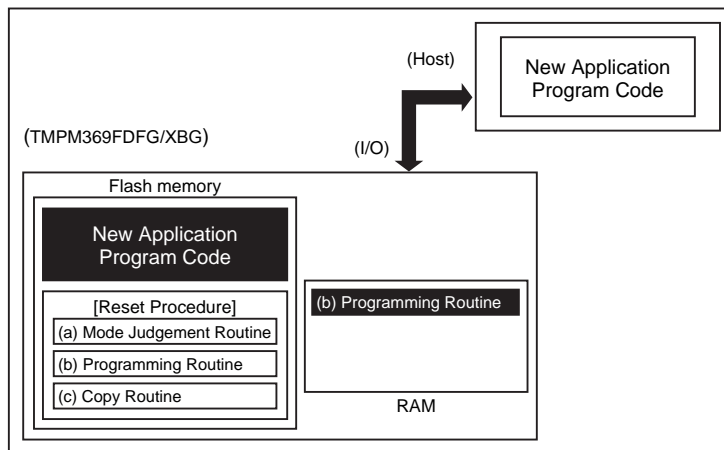 (Host)
New Application
Program Code
(TMPM369FDFG/XBG)
(I/O)
Flash memory
New Application
Program Code
[Reset Procedure]
(a) Mode Judgement Routine
(b) Programming Routine
(c) Copy Routine
(b) Programming Routine
RAM